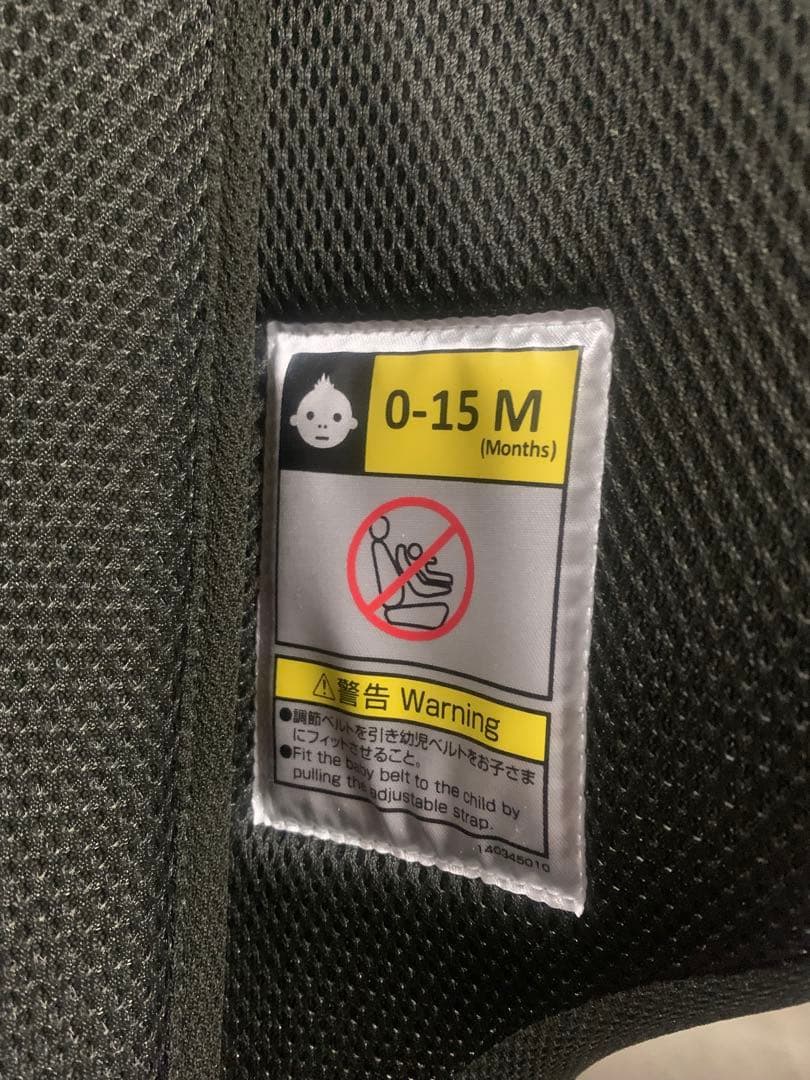 0-15 M
(Months)
⚠警告 Warning
●調節ベルトを引き幼児ベルトをお子さま
にフィットさせること。
●Fit the baby belt to the child by
pulling the adjustable strap.
140345010